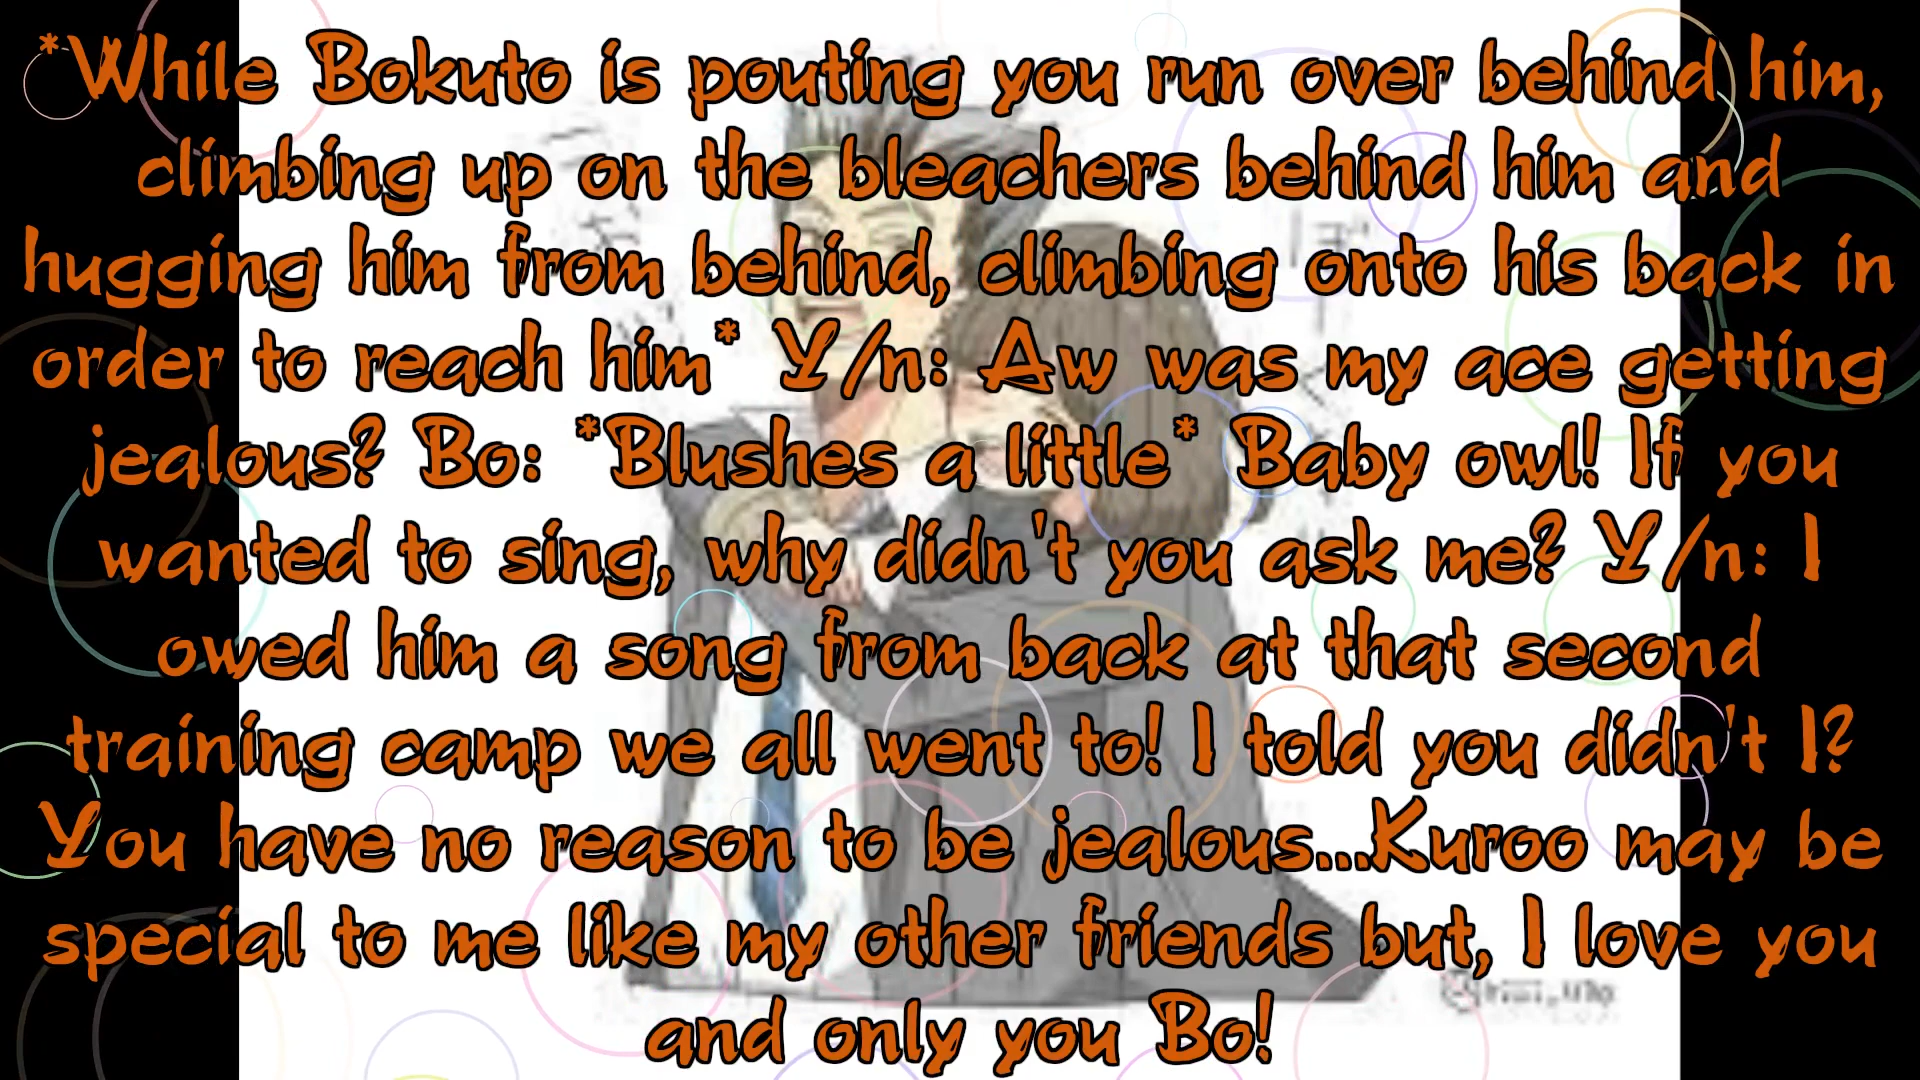 *While Bokuto is pouting you run over behind him,
climbing up on the bleachers behind him and
hugging him from behind, climbing onto his back in
order to reach him* Y/n: Aw was my ace getting
jealous? Bo: *Blushes a little* Baby owl! If you
wanted to sing, why didn't you ask me? Y/n: I
owed him a song from back at that second
training camp we all went to! I told you didn't I?
You have no reason to be jealous...Kuroo may be
special to me like my other friends but, I love you
and only you Bo!